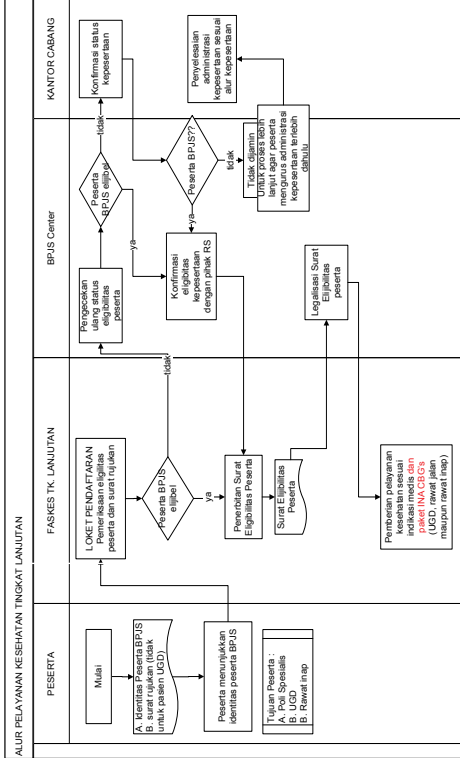 ALUR PELAYANAN KESEHATAN TINGKAT LANJUTAN
PESERTA
FASKES TK. LANJUTAN
BPJS Center
KANTOR CABANG
Mulai
A. Identitas Peserta BPJS
B. surat rujukan (tidak
untuk pasien UGD)
Peserta menunjukkan
identitas peserta BPJS
Tujuan Peserta :
A. Poli Spesialis
B. UGD
B. Rawat inap
LOKET PENDAFTARAN
Pemeriksaan eligilitas
peserta dan surat rujukan
Peserta BPJS
elijibel
tidak
ya
Penerbitan Surat
Eligibilitas Peserta
Surat Elijibilitas
Peserta
Pemberian pelayanan
kesehatan sesuai
indikasi medis dan
paket INA CBG's
(UGD, rawat jalan
maupun rawat inap)
Pengecekan
ulang status
eligibilitas
peserta
Peserta
BPJS elijibel
tidak
ya
Konfirmasi
eligibitas
kepesertaan
dengan pihak RS
Peserta BPJS??
ya
tidak
Tidak dijamin
Untuk proses lebih
lanjut agar peserta
mengurus administrasi
kepesertaan terlebih
dahulu
Legalisasi Surat
Elijibilitas
peserta
Konfirmasi status
kepesertaan
Penyelesaian
administrasi
kepesertaan sesuai
alur kepesertaan